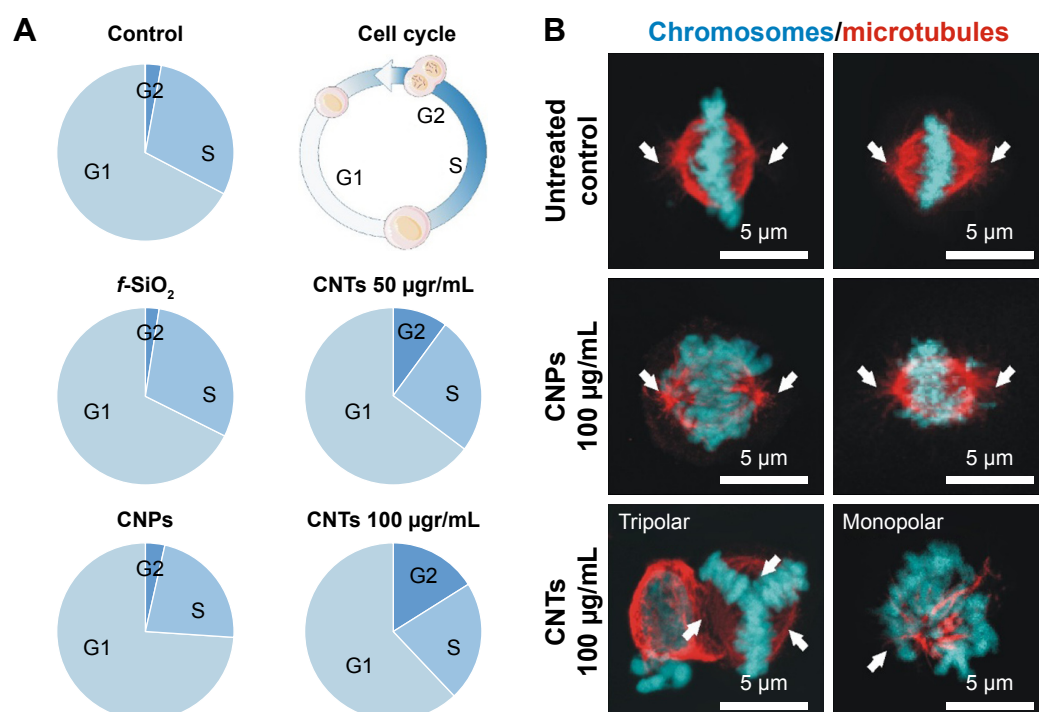 A
Control
G2
S
G1
Cell cycle
G2
G1
S
f-SiO₂
G2
S
G1
CNTs 50 µgr/mL
G2
S
G1
CNPs
G2
S
G1
CNTs 100 µgr/mL
G2
S
G1
B
Chromosomes/microtubules
Untreated
control
5 µm
5 µm
CNPs
100 µg/mL
5 µm
5 µm
CNTs
100 µg/mL
Tripolar
5 µm
Monopolar
5 µm